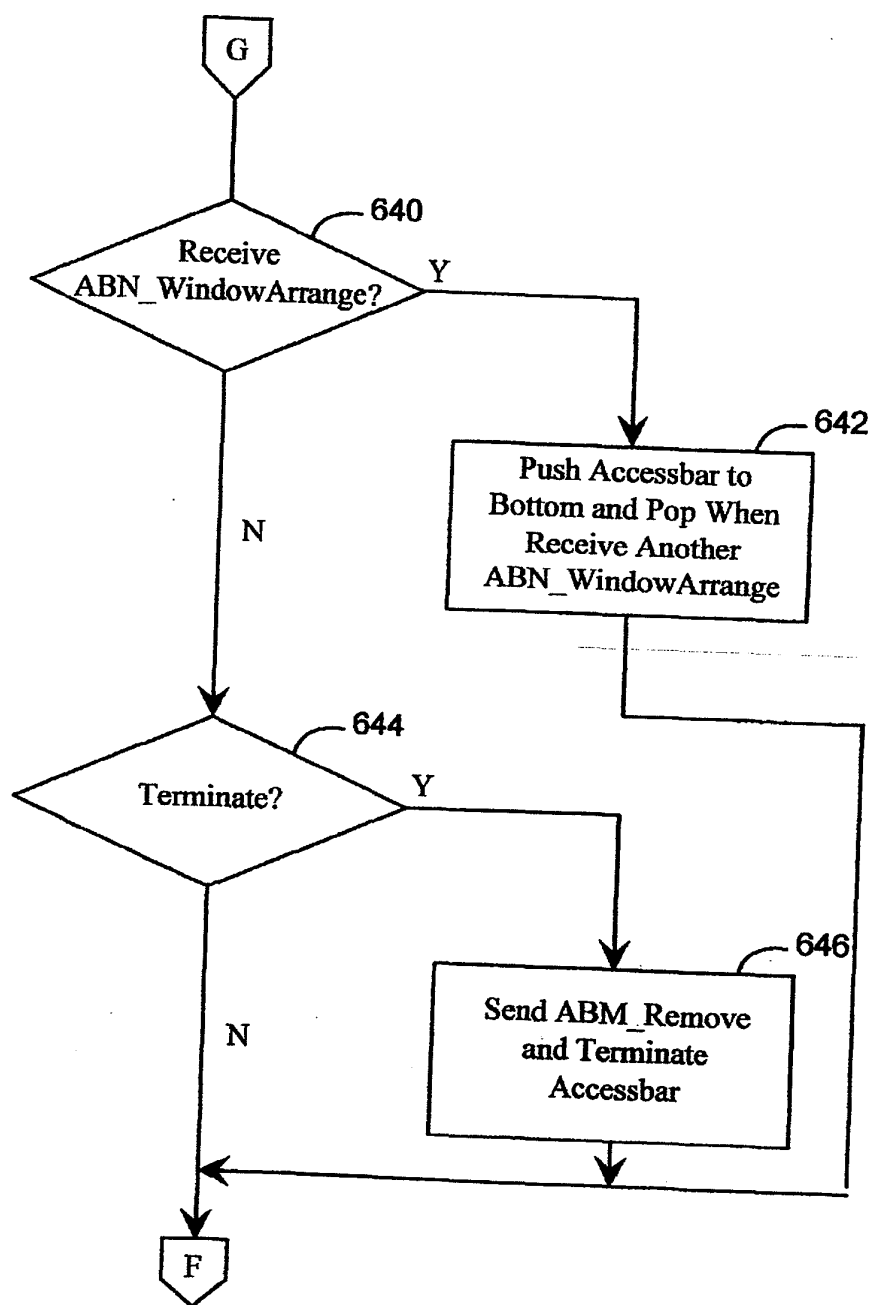 G
640
Receive
ABN_WindowArrange?
Y
642
Push Accessbar to
Bottom and Pop When
Receive Another
ABN_WindowArrange
N
644
Terminate?
Y
646
Send ABM_Remove
and Terminate
Accessbar
N
F